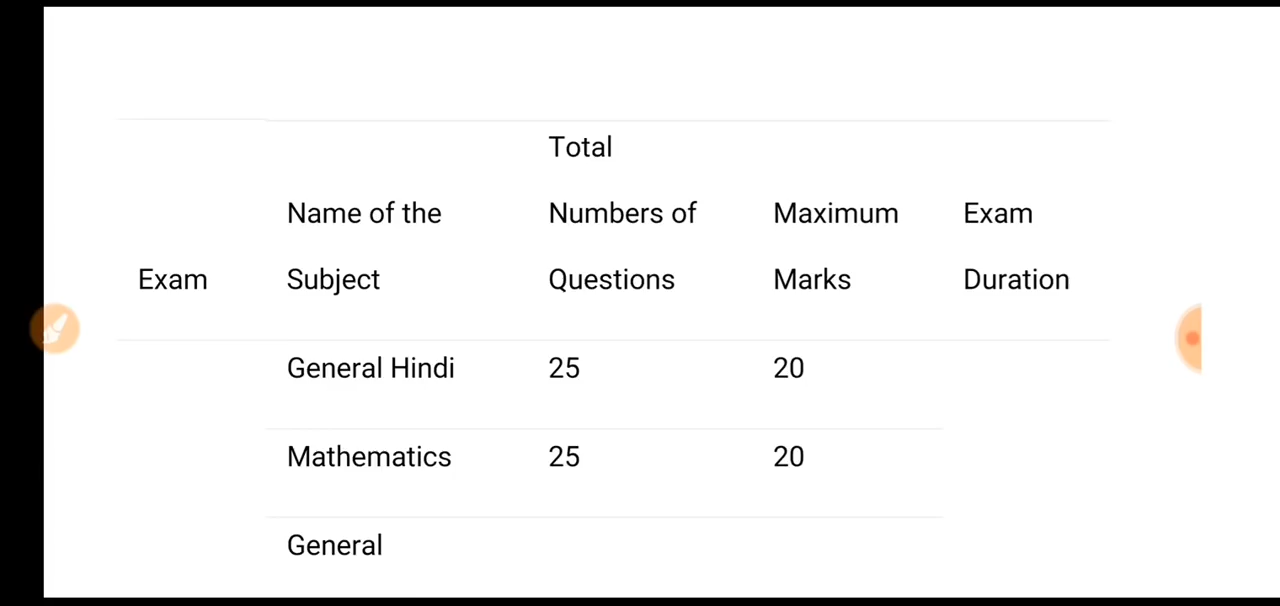 Total
Name of the Numbers of Maximum Exam
Exam Subject Questions Marks Duration
General Hindi 25 20
Mathematics 25 20
General